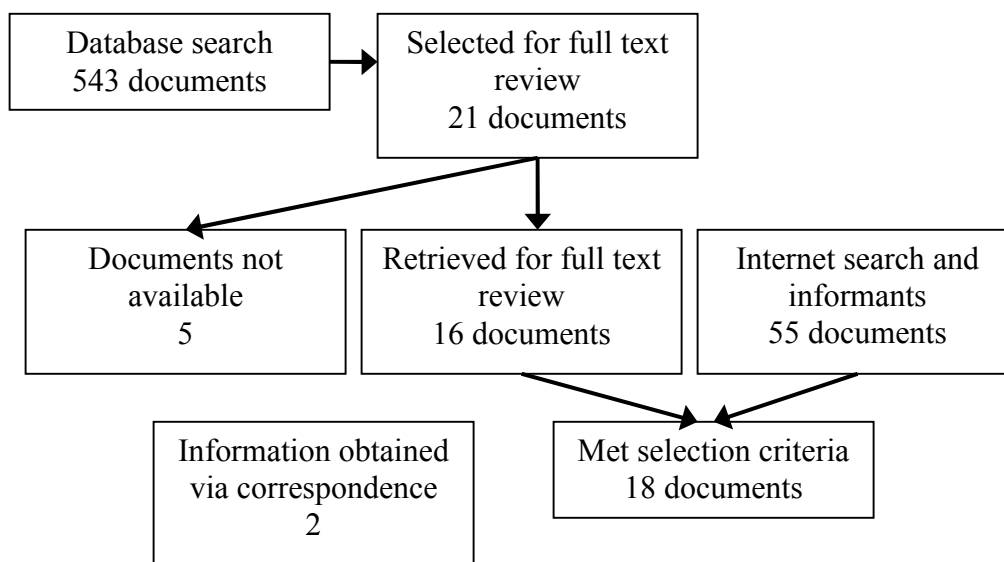 Database search
543 documents
Selected for full text
review
21 documents
Documents not
available
5
Retrieved for full text
review
16 documents
Internet search and
informants
55 documents
Information obtained
via correspondence
2
Met selection criteria
18 documents